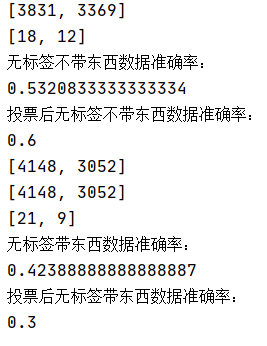 [3831, 3369]
[18, 12]
无标签不带东西数据准确率：
0.5320833333333334
投票后无标签不带东西数据准确率：
0.6
[4148, 3052]
[4148, 3052]
[21, 9]
无标签带东西数据准确率：
0.42388888888888887
投票后无标签带东西数据准确率：
0.3